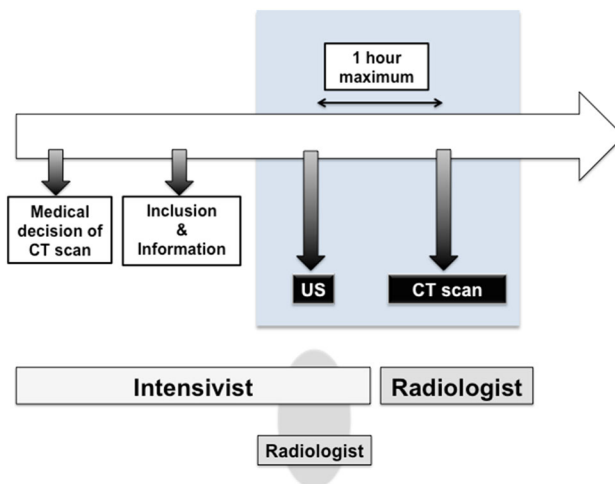 1 hour
maximum
Medical
decision of
CT scan
Inclusion
&
Information
US
CT scan
Intensivist
Radiologist
Radiologist